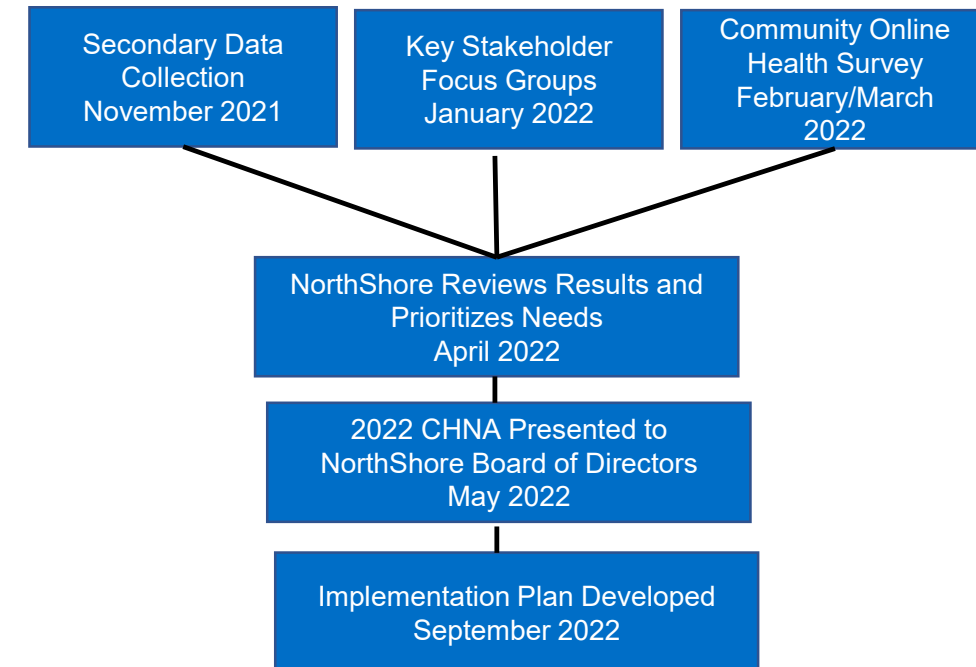 Secondary Data
Collection
November 2021
Key Stakeholder
Focus Groups
January 2022
Community Online
Health Survey
February/March
2022
NorthShore Reviews Results and
Prioritizes Needs
April 2022
2022 CHNA Presented to
NorthShore Board of Directors
May 2022
Implementation Plan Developed
September 2022